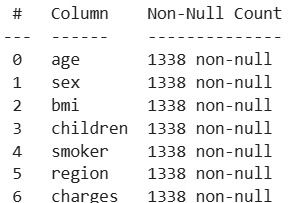 # Column Non-Null Count
--- ------ --------------
0 age 1338 non-null
1 sex 1338 non-null
2 bmi 1338 non-null
3 children 1338 non-null
4 smoker 1338 non-null
5 region 1338 non-null
6 charges 1338 non-null